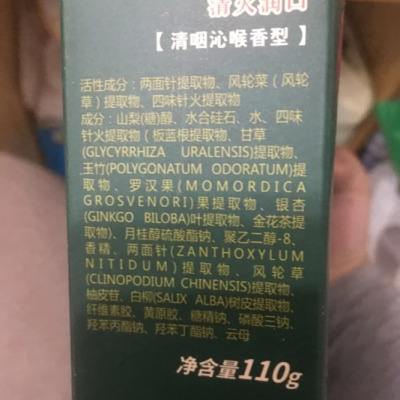 清火润口
【清咽沁喉香型】
活性成分：两面针提取物、风轮菜（风轮
草）提取物、四味针火提取物
成分：山梨(糖)醇、水合硅石、水、四味
针火提取物（板蓝根提取物、甘草
(GLYCYRRHIZA URALENSIS)提取物、
玉竹(POLYGONATUM ODORATUM)提
取物、罗汉果(MOMORDICA
GROSVENORI)果提取物、银杏
(GINKGO BILOBA)叶提取物、金花茶提
取物)、月桂醇硫酸酯钠、聚乙二醇-8、
香精、两面针(ZANTHOXYLUM
NITIDUM)提取物、风轮草
(CLINOPODIUM CHINENSIS)提取物、
柚皮苷、白柳(SALIX ALBA)树皮提取物、
纤维素胶、黄原胶、糖精钠、磷酸三钠、
羟苯丙酯钠、羟苯丁酯钠、云母
净含量110g